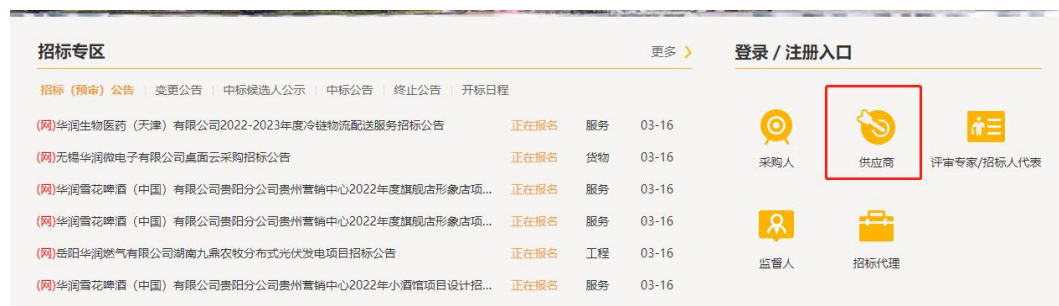 招标专区 更多 >
招标（预审）公告 | 变更公告 | 中标候选人公示 | 中标公告 | 终止公告 | 开标日程
(网)华润生物医药（天津）有限公司2022-2023年度冷链物流配送服务招标公告 正在报名 服务 03-16
(网)无锡华润微电子有限公司桌面云采购招标公告 正在报名 货物 03-16
(网)华润雪花啤酒（中国）有限公司贵阳分公司贵州营销中心2022年度旗舰店形象店项... 正在报名 服务 03-16
(网)华润雪花啤酒（中国）有限公司贵阳分公司贵州营销中心2022年度旗舰店形象店项... 正在报名 服务 03-16
(网)岳阳华润燃气有限公司湖南九鼎农牧分布式光伏发电项目招标公告 正在报名 工程 03-16
(网)华润雪花啤酒（中国）有限公司贵阳分公司贵州营销中心2022年小酒馆项目设计招... 正在报名 服务 03-16
登录 / 注册入口
采购人 供应商 评审专家/招标人代表
监督人 招标代理